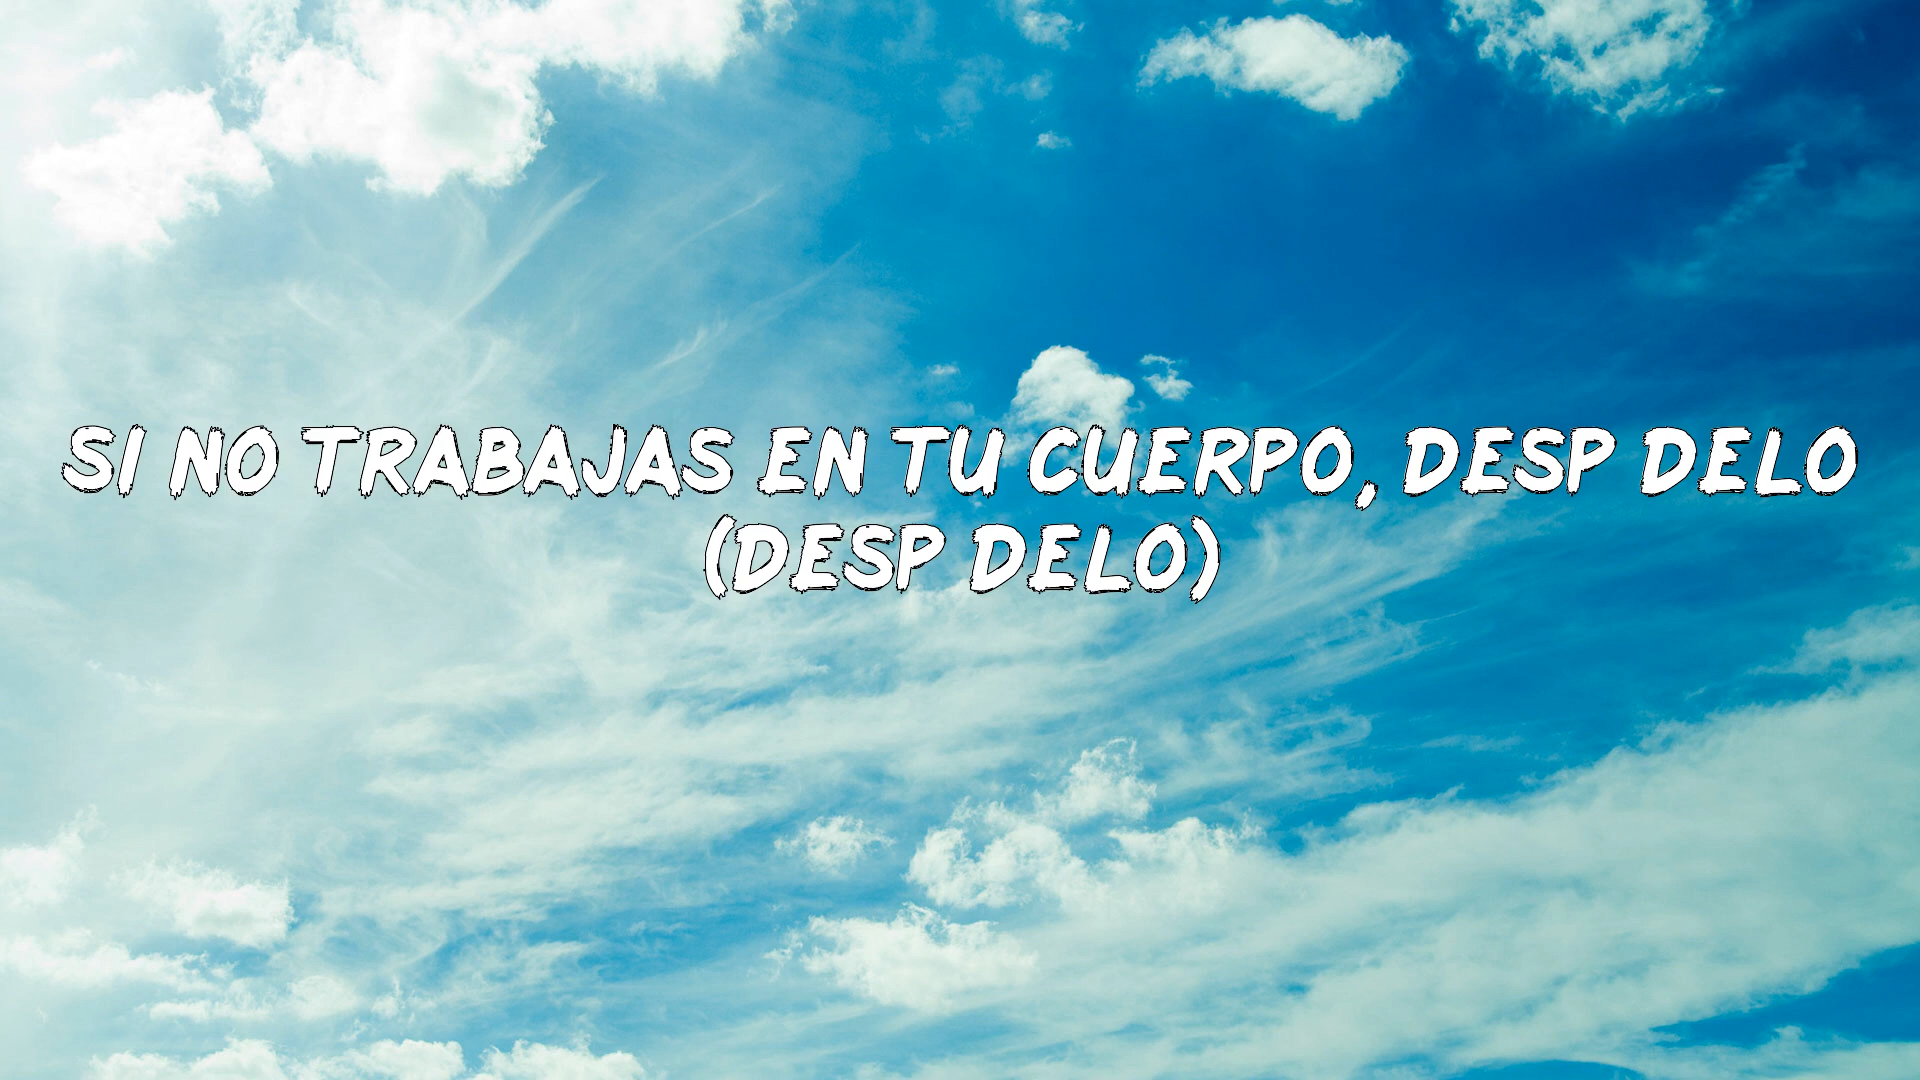 SI NO TRABAJAS EN TU CUERPO, DESP DELO
(DESP DELO)